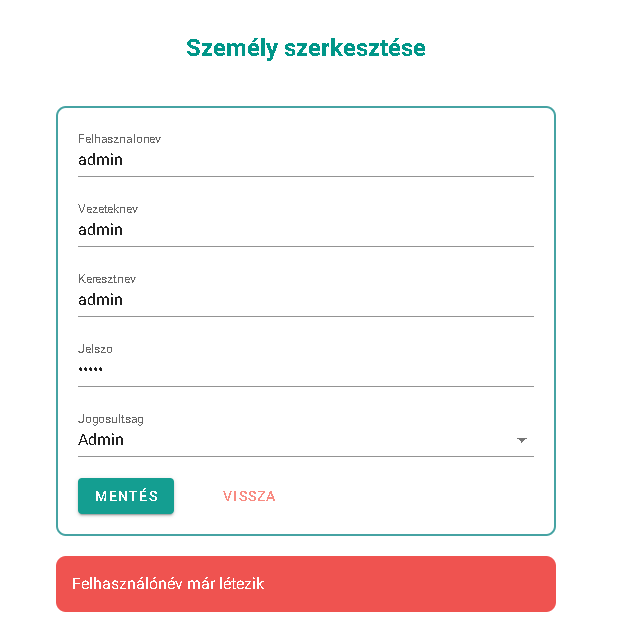 Személy szerkesztése
Felhasznalonev
admin
Vezeteknev
admin
Keresztnev
admin
Jelszo
•••••
Jogosultsag
Admin
MENTÉS VISSZA
Felhasználónév már létezik